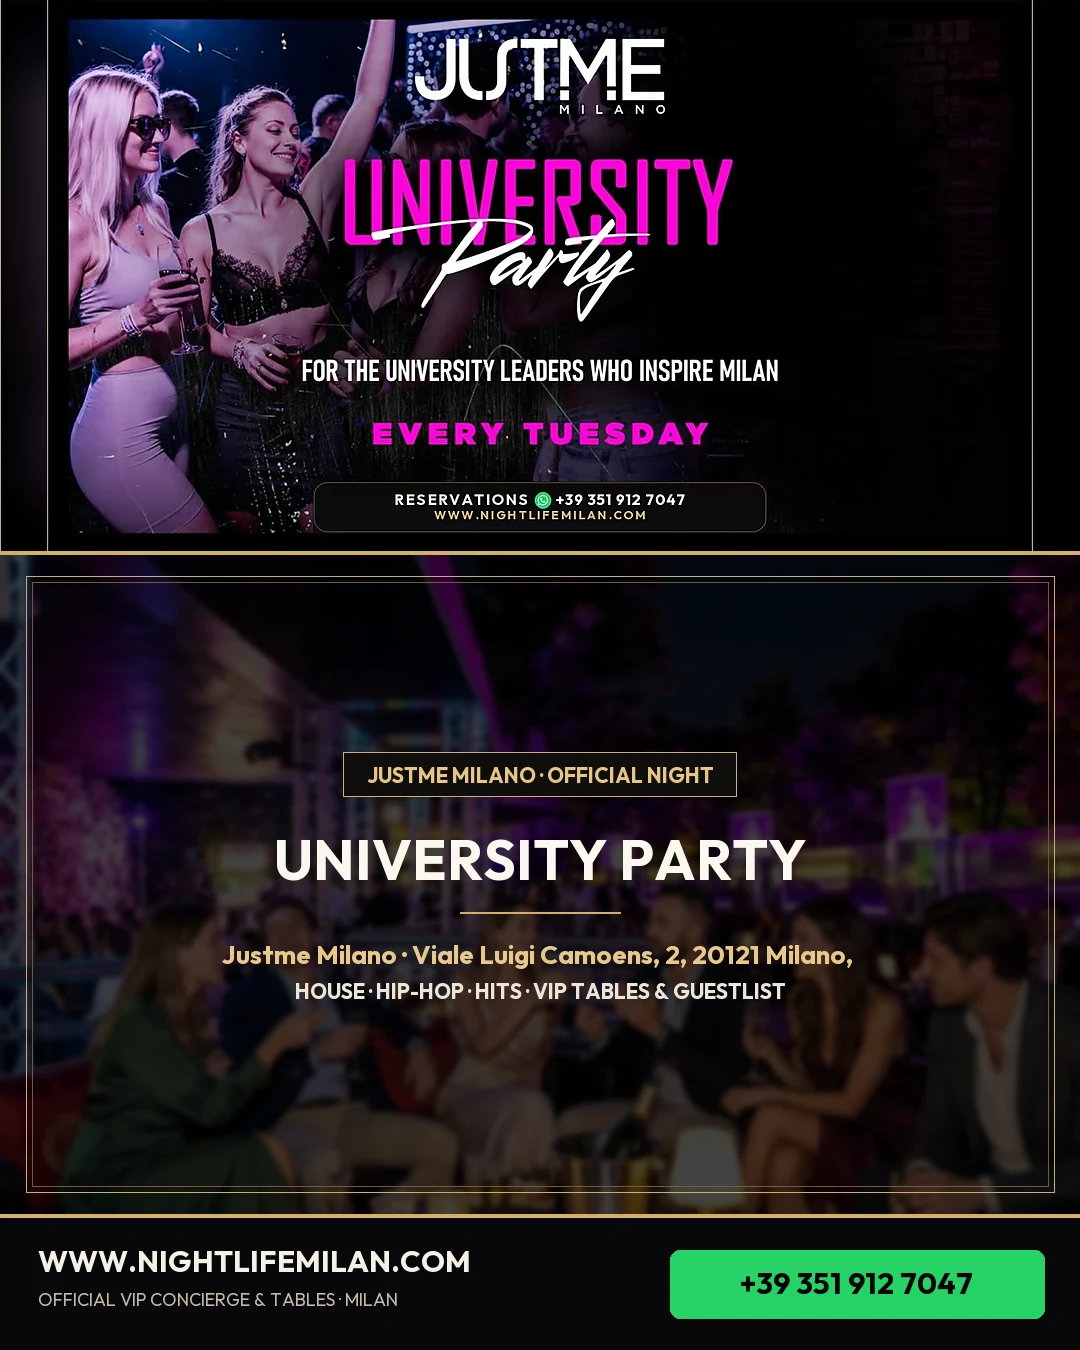 JUSTME
MILANO
UNIVERSITY
Party
FOR THE UNIVERSITY LEADERS WHO INSPIRE MILAN
EVERY TUESDAY
RESERVATIONS +39 351 912 7047
WWW.NIGHTLIFEMILAN.COM
JUSTME MILANO · OFFICIAL NIGHT
UNIVERSITY PARTY
Justme Milano · Viale Luigi Camoens, 2, 20121 Milano,
HOUSE · HIP-HOP · HITS · VIP TABLES & GUESTLIST
WWW.NIGHTLIFEMILAN.COM
+39 351 912 7047
OFFICIAL VIP CONCIERGE & TABLES · MILAN